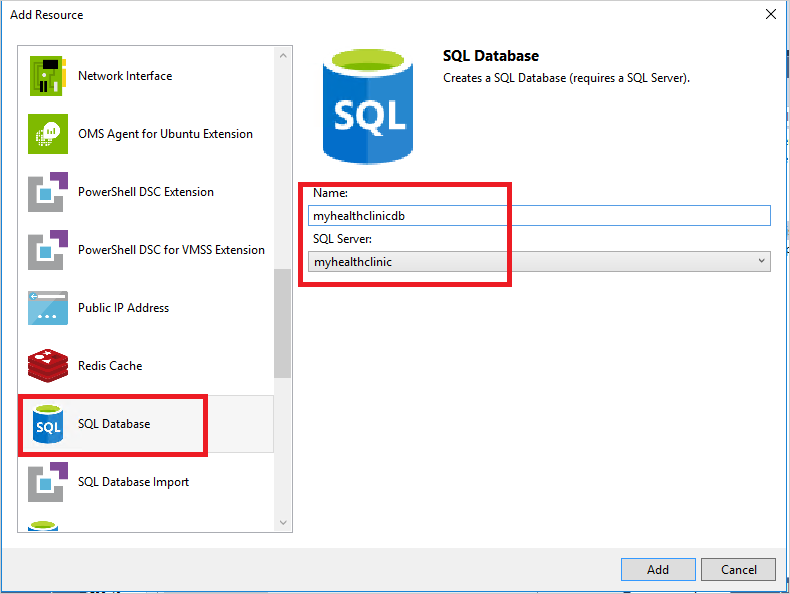 Add Resource
Network Interface
OMS Agent for Ubuntu Extension
PowerShell DSC Extension
PowerShell DSC for VMSS Extension
Public IP Address
Redis Cache
SQL
SQL Database
SQL Database Import
SQL
SQL Database
Creates a SQL Database (requires a SQL Server).
Name:
myhealthclinicdb
SQL Server:
myhealthclinic
Add
Cancel